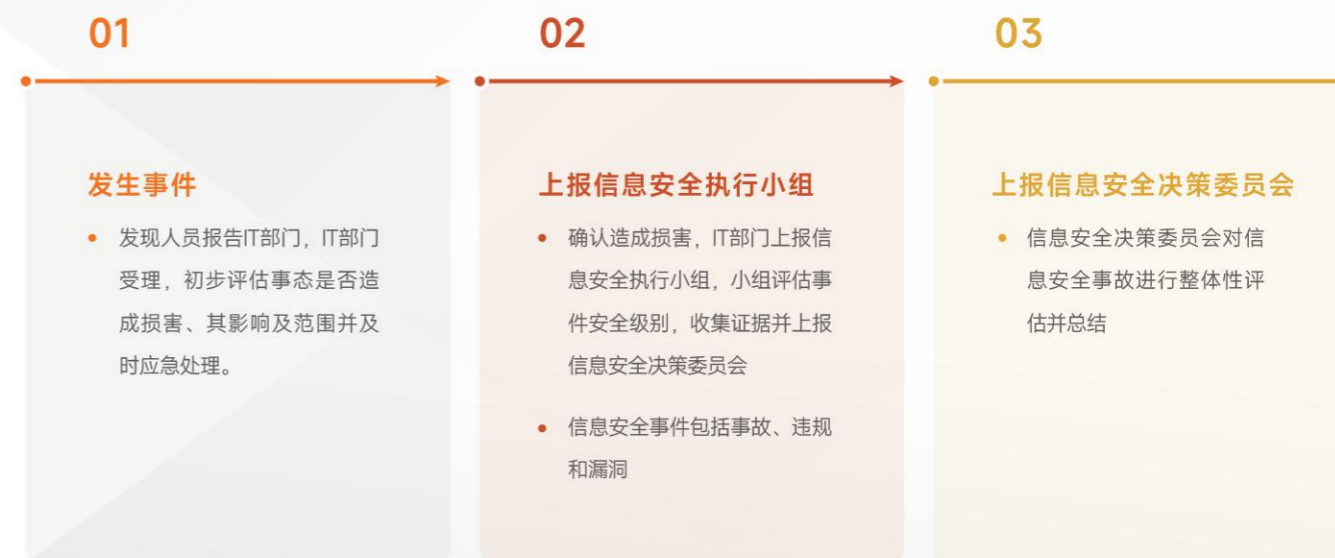 01
发生事件
发现人员报告IT部门，IT部门
受理，初步评估事态是否造
成损害、其影响及范围并及
时应急处理。
02
上报信息安全执行小组
确认造成损害，IT部门上报信
息安全执行小组，小组评估事
件安全级别，收集证据并上报
信息安全决策委员会
信息安全事件包括事故、违规
和漏洞
03
上报信息安全决策委员会
信息安全决策委员会对信
息安全事故进行整体性评
估并总结